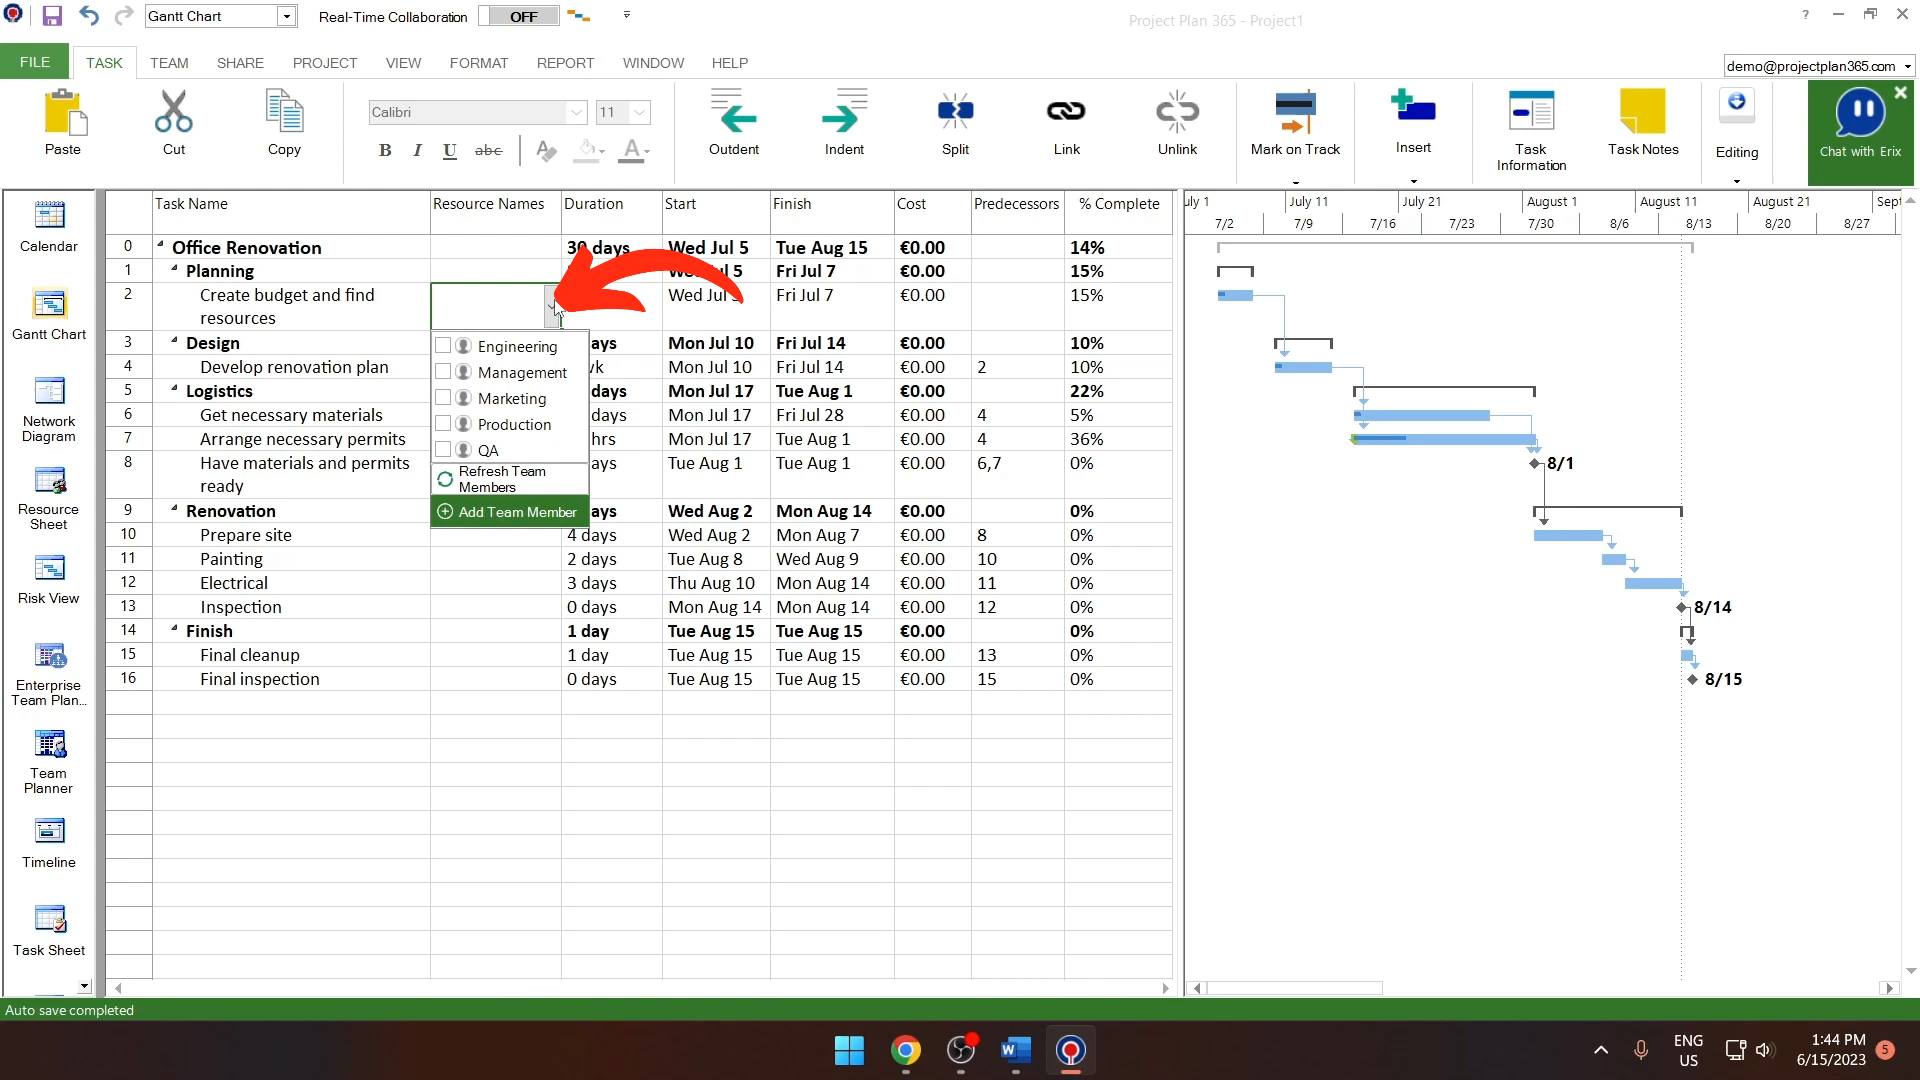 Gantt Chart
Real-Time Collaboration
OFF
Project Plan 365 - Project1
?
FILE
TASK
TEAM
SHARE
PROJECT
VIEW
FORMAT
REPORT
WINDOW
HELP
demo@projectplan365.com
Paste
Cut
Copy
Calibri
11
B
I
U
abc
A
Outdent
Indent
Split
Link
Unlink
Mark on Track
Insert
Task
Information
Task Notes
Editing
Chat with Erix
Calendar
Gantt Chart
Network
Diagram
Resource
Sheet
Risk View
Enterprise
Team Plan...
Team
Planner
Timeline
Task Sheet
Task Name Resource Names Duration Start Finish Cost Predecessors % Complete
0 Office Renovation 30 days Wed Jul 5 Tue Aug 15 €0.00 14%
1 Planning Jul 5 Fri Jul 7 €0.00 15%
2 Create budget and find Wed Jul Fri Jul 7 €0.00 15%
resources
3 Design ays Mon Jul 10 Fri Jul 14 €0.00 10%
4 Develop renovation plan vk Mon Jul 10 Fri Jul 14 €0.00 2 10%
5 Logistics days Mon Jul 17 Tue Aug 1 €0.00 22%
6 Get necessary materials days Mon Jul 17 Fri Jul 28 €0.00 4 5%
7 Arrange necessary permits hrs Mon Jul 17 Tue Aug 1 €0.00 4 36%
8 Have materials and permits ays Tue Aug 1 Tue Aug 1 €0.00 6,7 0%
ready
9 Renovation ays Wed Aug 2 Mon Aug 14 €0.00 0%
10 Prepare site 4 days Wed Aug 2 Mon Aug 7 €0.00 8 0%
11 Painting 2 days Tue Aug 8 Wed Aug 9 €0.00 10 0%
12 Electrical 3 days Thu Aug 10 Mon Aug 14 €0.00 11 0%
13 Inspection 0 days Mon Aug 14 Mon Aug 14 €0.00 12 0%
14 Finish 1 day Tue Aug 15 Tue Aug 15 €0.00 0%
15 Final cleanup 1 day Tue Aug 15 Tue Aug 15 €0.00 13 0%
16 Final inspection 0 days Tue Aug 15 Tue Aug 15 €0.00 15 0%
Engineering
Management
Marketing
Production
QA
Refresh Team
Members
Add Team Member
uly 1 July 11 July 21 August 1 August 11 August 21 Sept
7/2 7/9 7/16 7/23 7/30 8/6 8/13 8/20 8/27
8/1
8/14
8/15
Auto save completed
W
ENG
US
1:44 PM
6/15/2023
5